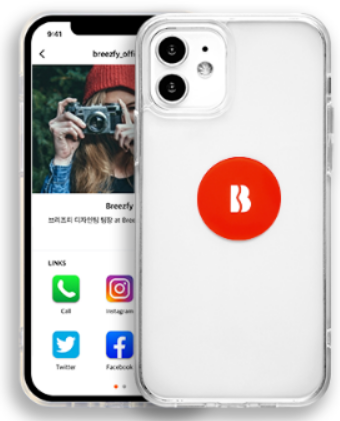 9:41
breezfy_offi
Breezfy
브리즈피 디자인팀 팀장 at Bree
LINKS
Call
Instagram
Twitter
Facebook
B